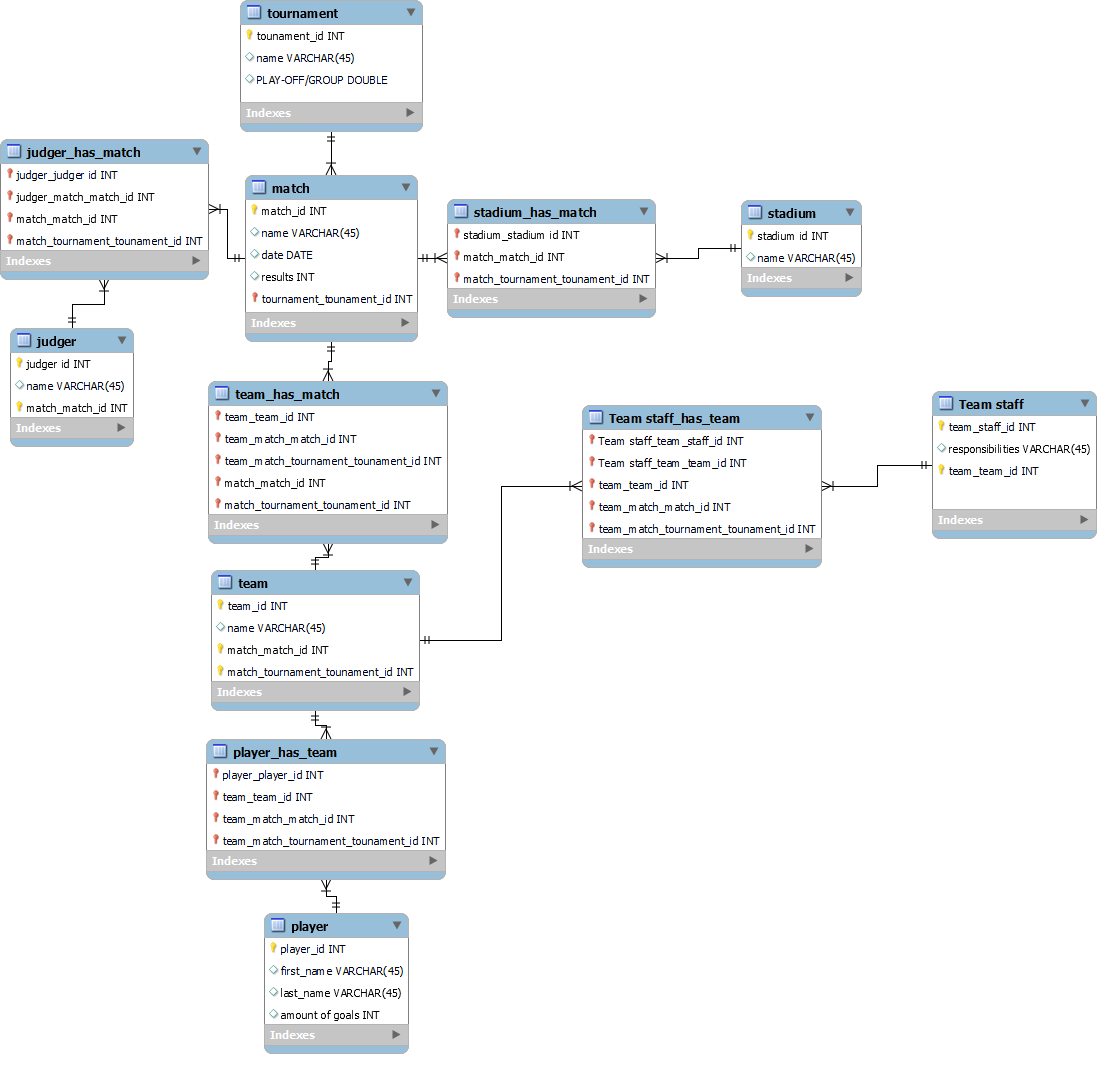 tournament
tounament_id INT
name VARCHAR(45)
PLAY-OFF/GROUP DOUBLE
Indexes
judger_has_match
judger_judger id INT
judger_match_match_id INT
match_match_id INT
match_tournament_tounament_id INT
Indexes
match
match_id INT
name VARCHAR(45)
date DATE
results INT
tournament_tounament_id INT
Indexes
stadium_has_match
stadium_stadium id INT
match_match_id INT
match_tournament_tounament_id INT
Indexes
stadium
stadium id INT
name VARCHAR(45)
Indexes
judger
judger id INT
name VARCHAR(45)
match_match_id INT
Indexes
team_has_match
team_team_id INT
team_match_match_id INT
team_match_tournament_tounament_id INT
match_match_id INT
match_tournament_tounament_id INT
Indexes
Team staff_has_team
Team staff_team_staff_id INT
Team staff_team_team_id INT
team_team_id INT
team_match_match_id INT
team_match_tournament_tounament_id INT
Indexes
Team staff
team_staff_id INT
responsibilities VARCHAR(45)
team_team_id INT
Indexes
team
team_id INT
name VARCHAR(45)
match_match_id INT
match_tournament_tounament_id INT
Indexes
player_has_team
player_player_id INT
team_team_id INT
team_match_match_id INT
team_match_tournament_tounament_id INT
Indexes
player
player_id INT
first_name VARCHAR(45)
last_name VARCHAR(45)
amount of goals INT
Indexes